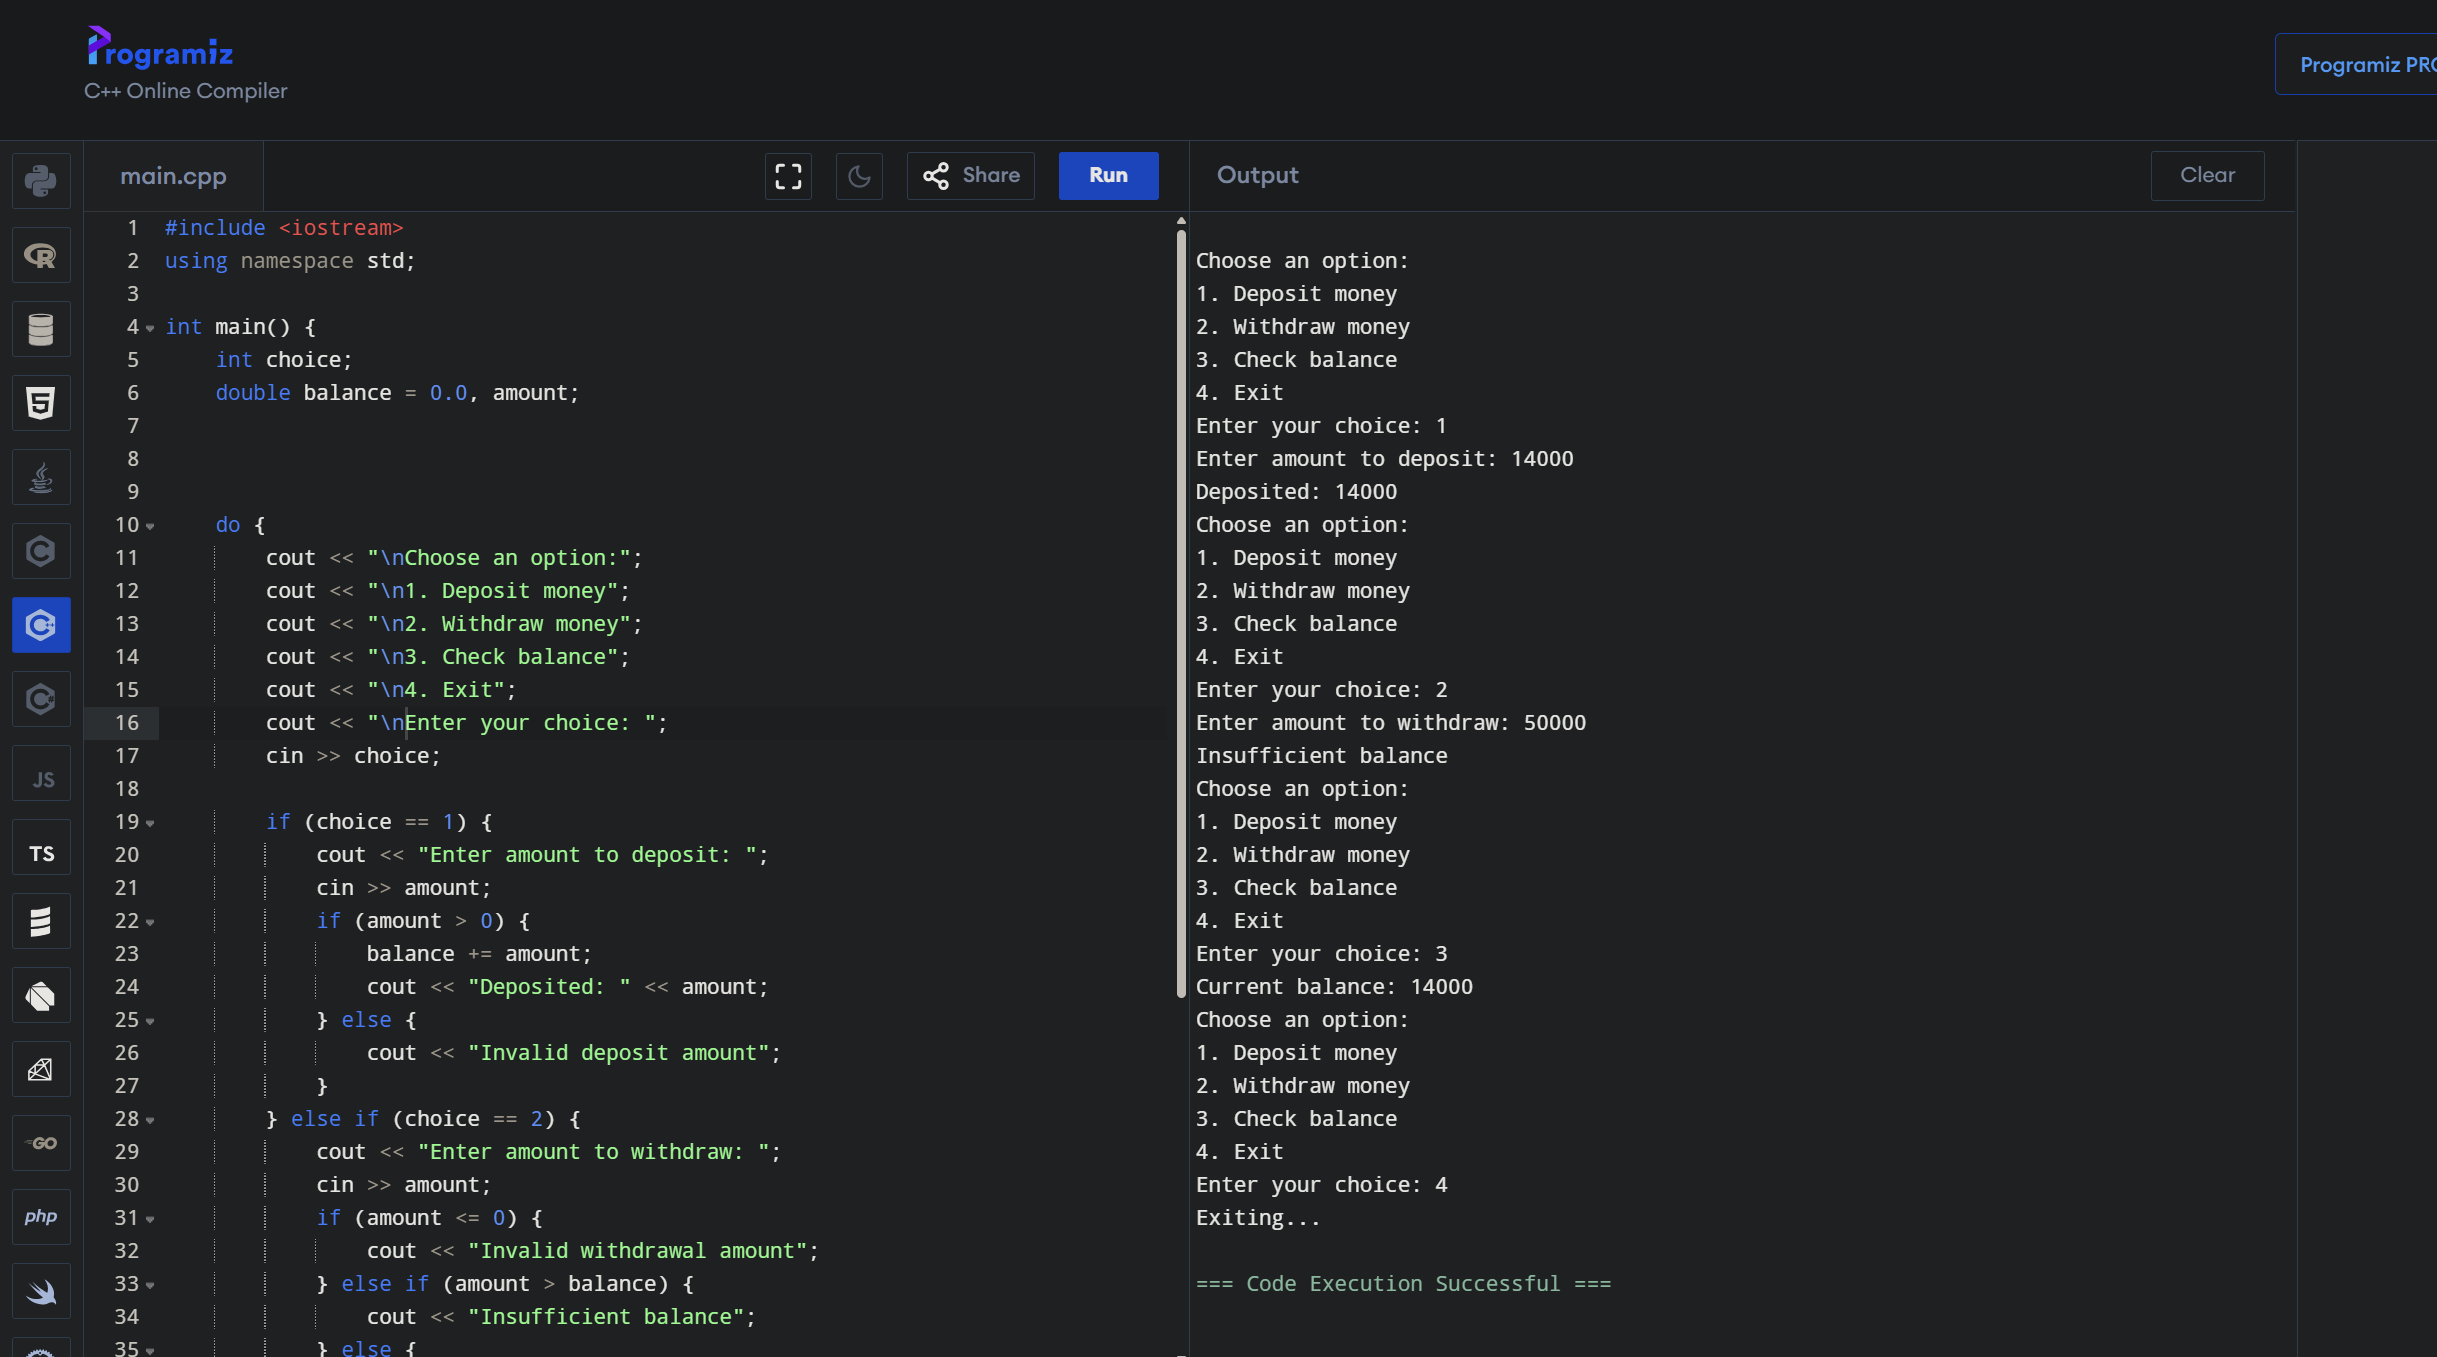 Programiz
C++ Online Compiler
Programiz PRO
main.cpp
Share
Run
Output
Clear
1 #include <iostream>
2 using namespace std;
3
4 int main() {
5     int choice;
6     double balance = 0.0, amount;
7
8
9
10     do {
11         cout << "\nChoose an option:";
12         cout << "\n1. Deposit money";
13         cout << "\n2. Withdraw money";
14         cout << "\n3. Check balance";
15         cout << "\n4. Exit";
16         cout << "\nEnter your choice: ";
17         cin >> choice;
18
19         if (choice == 1) {
20             cout << "Enter amount to deposit: ";
21             cin >> amount;
22             if (amount > 0) {
23                 balance += amount;
24                 cout << "Deposited: " << amount;
25             } else {
26                 cout << "Invalid deposit amount";
27             }
28         } else if (choice == 2) {
29             cout << "Enter amount to withdraw: ";
30             cin >> amount;
31             if (amount <= 0) {
32                 cout << "Invalid withdrawal amount";
33             } else if (amount > balance) {
34                 cout << "Insufficient balance";
35             } else {
Choose an option:
1. Deposit money
2. Withdraw money
3. Check balance
4. Exit
Enter your choice: 1
Enter amount to deposit: 14000
Deposited: 14000
Choose an option:
1. Deposit money
2. Withdraw money
3. Check balance
4. Exit
Enter your choice: 2
Enter amount to withdraw: 50000
Insufficient balance
Choose an option:
1. Deposit money
2. Withdraw money
3. Check balance
4. Exit
Enter your choice: 3
Current balance: 14000
Choose an option:
1. Deposit money
2. Withdraw money
3. Check balance
4. Exit
Enter your choice: 4
Exiting...
=== Code Execution Successful ===
R
5
C
C
C
JS
TS
GO
php